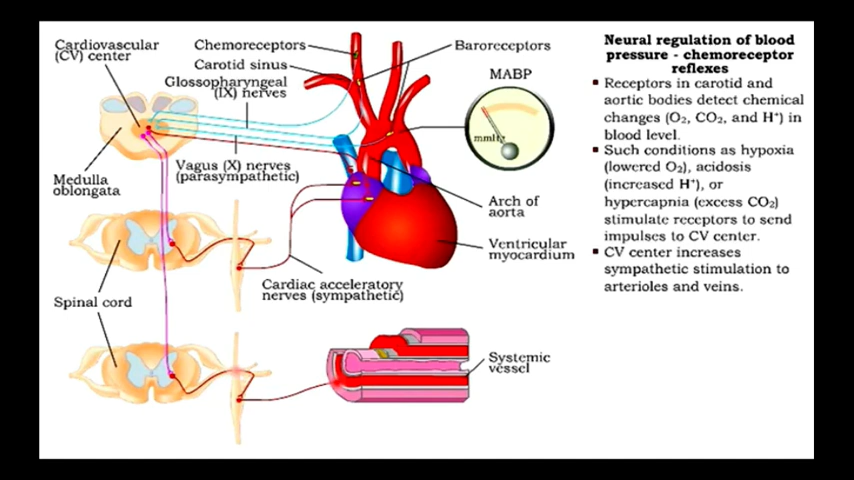 Cardiovascular
(CV) center
Chemoreceptors
Carotid sinus
Glossopharyngeal
(IX) nerves
Baroreceptors
MABP
mmHg
Vagus (X) nerves
(parasympathetic)
Medulla
oblongata
Arch of
aorta
Ventricular
myocardium
Cardiac acceleratory
nerves (sympathetic)
Spinal cord
Systemic
vessel
Neural regulation of blood
pressure - chemoreceptor
reflexes
▪ Receptors in carotid and
aortic bodies detect chemical
changes (O₂, CO₂, and H⁺) in
blood level.
▪ Such conditions as hypoxia
(lowered O₂), acidosis
(increased H⁺), or
hypercapnia (excess CO₂)
stimulate receptors to send
impulses to CV center.
▪ CV center increases
sympathetic stimulation to
arterioles and veins.